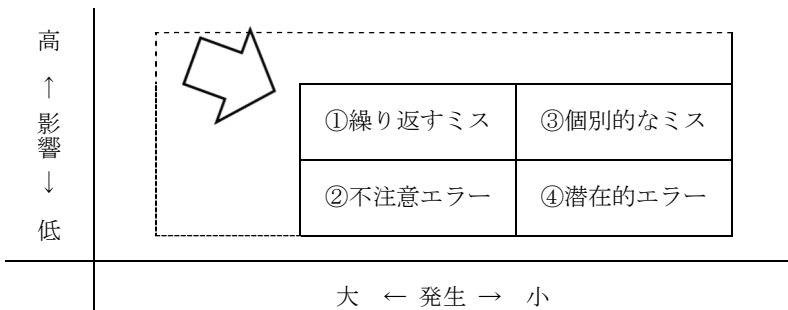 高
↑
影響
↓
低
①繰り返すミス
③個別的なミス
②不注意エラー
④潜在的エラー
大 ← 発生 → 小